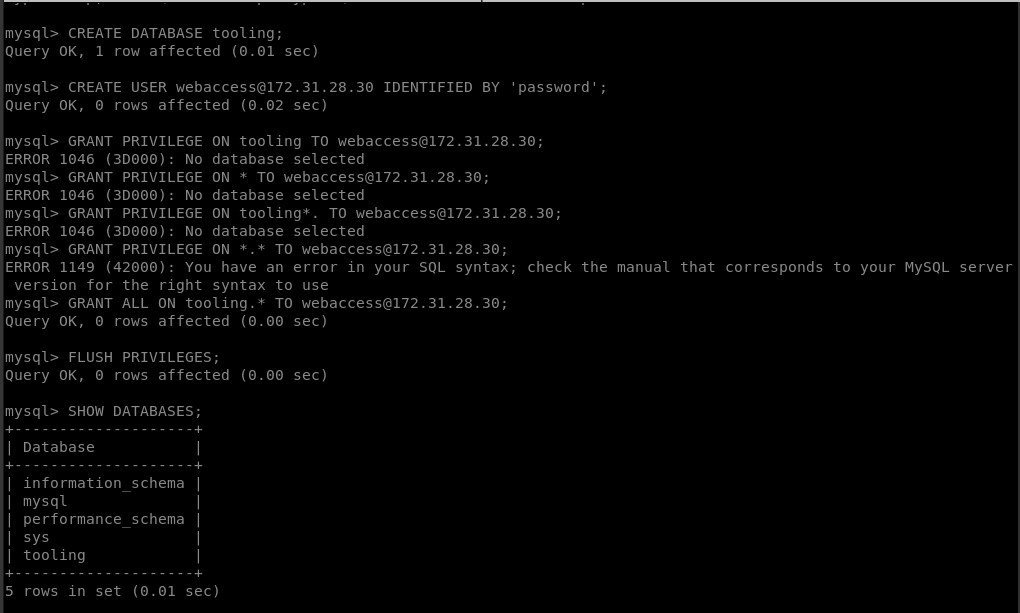 mysql> CREATE DATABASE tooling;
Query OK, 1 row affected (0.01 sec)
mysql> CREATE USER webaccess@172.31.28.30 IDENTIFIED BY 'password';
Query OK, 0 rows affected (0.02 sec)
mysql> GRANT PRIVILEGE ON tooling TO webaccess@172.31.28.30;
ERROR 1046 (3D000): No database selected
mysql> GRANT PRIVILEGE ON * TO webaccess@172.31.28.30;
ERROR 1046 (3D000): No database selected
mysql> GRANT PRIVILEGE ON tooling*. TO webaccess@172.31.28.30;
ERROR 1046 (3D000): No database selected
mysql> GRANT PRIVILEGE ON *.* TO webaccess@172.31.28.30;
ERROR 1149 (42000): You have an error in your SQL syntax; check the manual that corresponds to your MySQL server
 version for the right syntax to use
mysql> GRANT ALL ON tooling.* TO webaccess@172.31.28.30;
Query OK, 0 rows affected (0.00 sec)
mysql> FLUSH PRIVILEGES;
Query OK, 0 rows affected (0.00 sec)
mysql> SHOW DATABASES;
+--------------------+
| Database           |
+--------------------+
| information_schema |
| mysql              |
| performance_schema |
| sys                |
| tooling            |
+--------------------+
5 rows in set (0.01 sec)